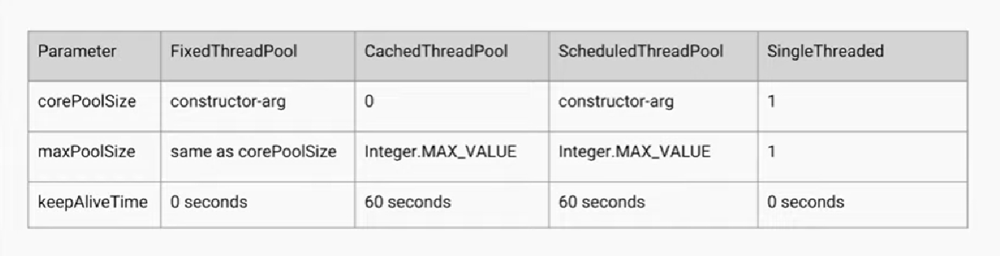 Parameter FixedThreadPool CachedThreadPool ScheduledThreadPool SingleThreaded
corePoolSize constructor-arg 0 constructor-arg 1
maxPoolSize same as corePoolSize Integer.MAX_VALUE Integer.MAX_VALUE 1
keepAliveTime 0 seconds 60 seconds 60 seconds 0 seconds